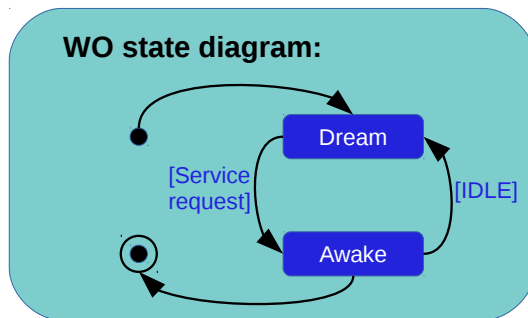 WO state diagram:
Dream
[Service
request]
[IDLE]
Awake